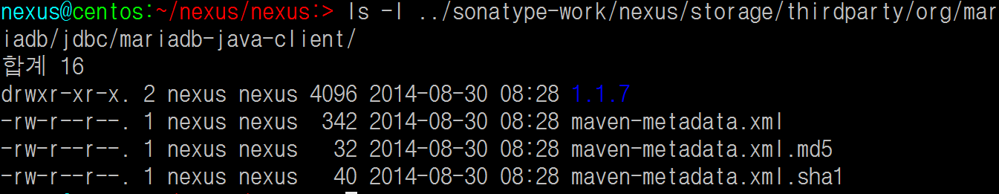 nexus@centos:~/nexus/nexus:> ls -l ../sonatype-work/nexus/storage/thirdparty/org/mar
iadb/jdbc/mariadb-java-client/
합계 16
drwxr-xr-x. 2 nexus nexus 4096 2014-08-30 08:28 1.1.7
-rw-r--r--. 1 nexus nexus  342 2014-08-30 08:28 maven-metadata.xml
-rw-r--r--. 1 nexus nexus   32 2014-08-30 08:28 maven-metadata.xml.md5
-rw-r--r--. 1 nexus nexus   40 2014-08-30 08:28 maven-metadata.xml.sha1